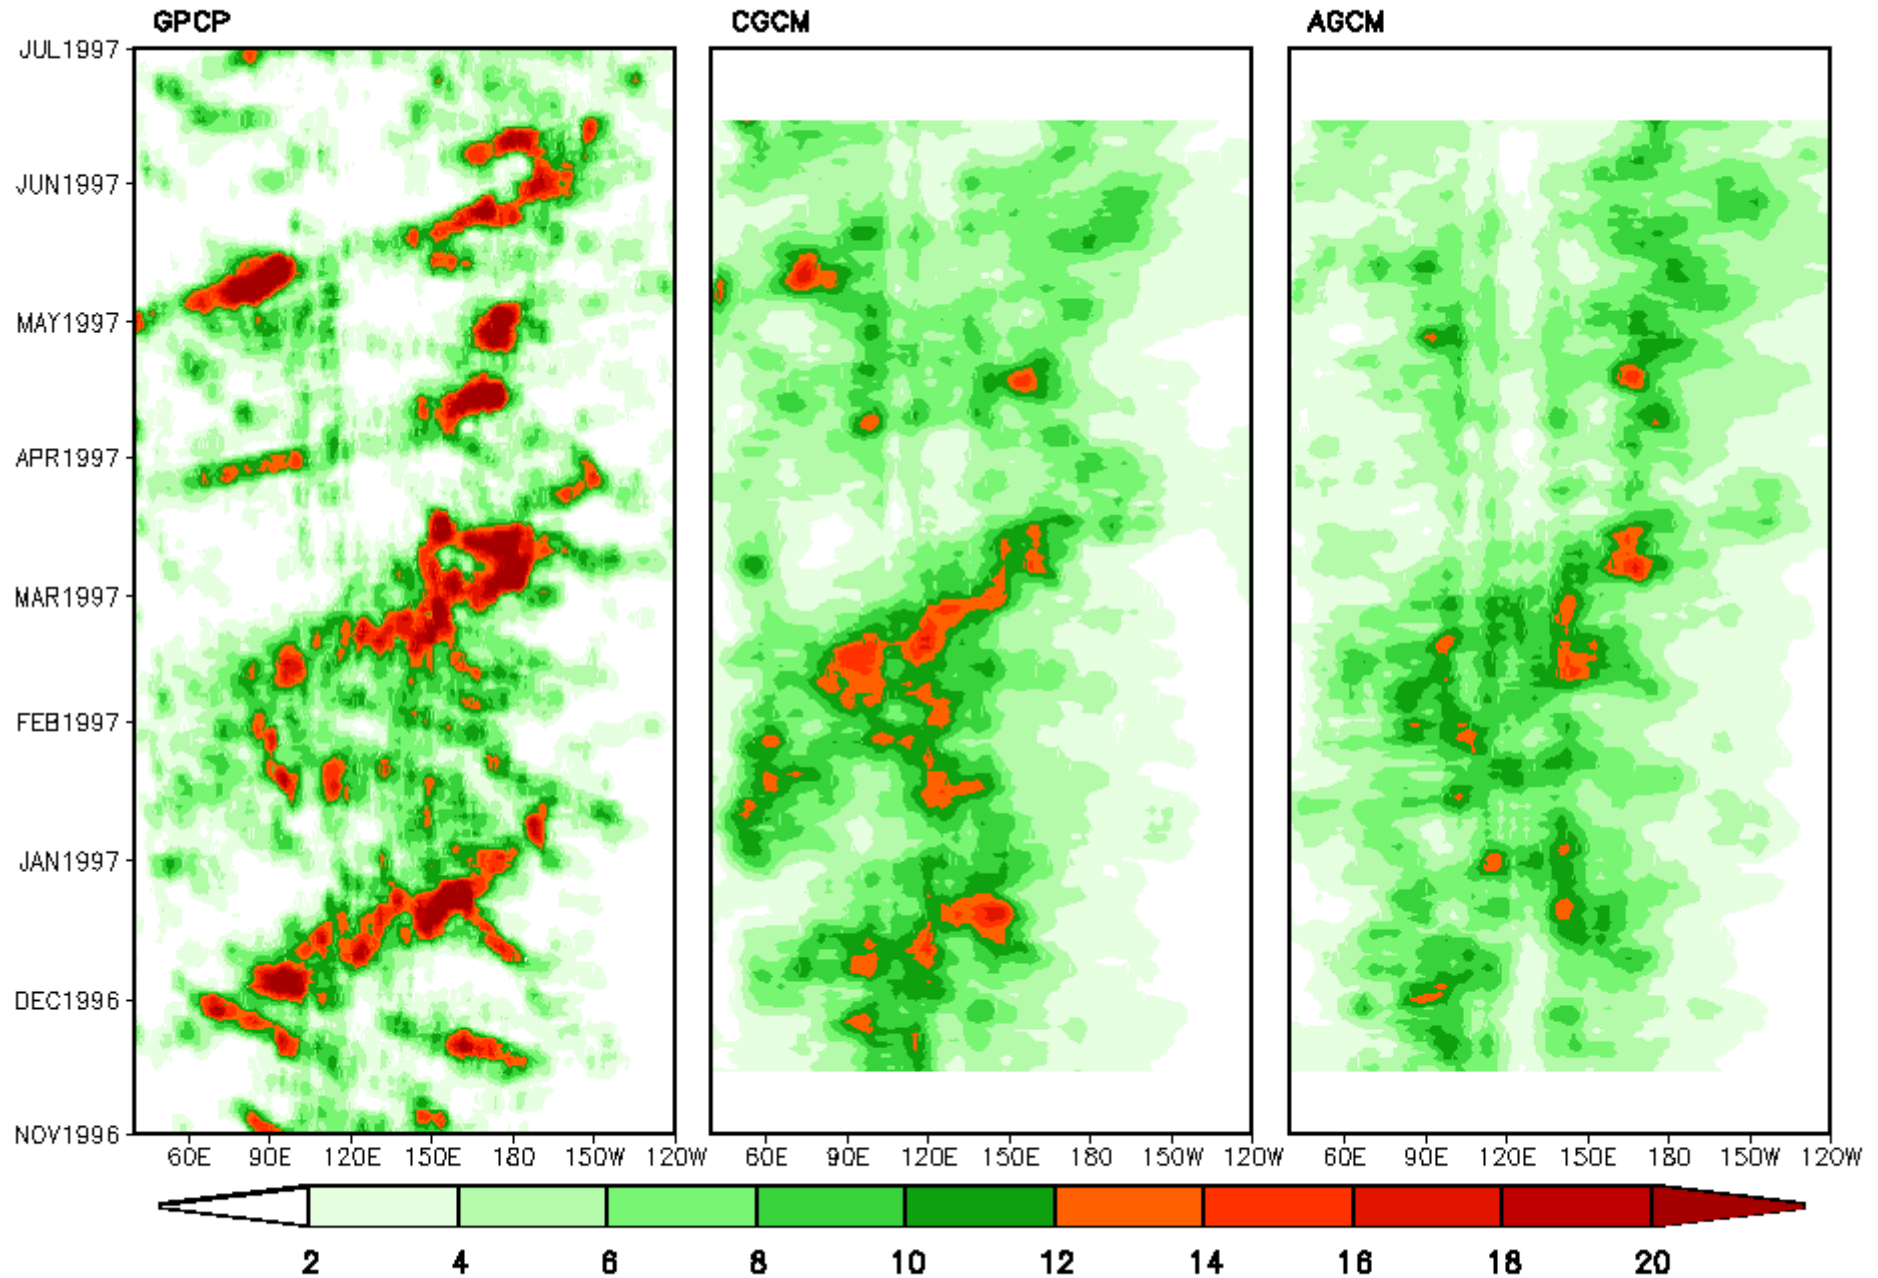 GPCP CGCM AGCM
JUL1997
JUN1997
MAY1997
APR1997
MAR1997
FEB1997
JAN1997
DEC1996
NOV1996
60E 90E 120E 150E 180 150W 120W 60E 90E 120E 150E 180 150W 120W 60E 90E 120E 150E 180 150W 120W
2 4 6 8 10 12 14 16 18 20